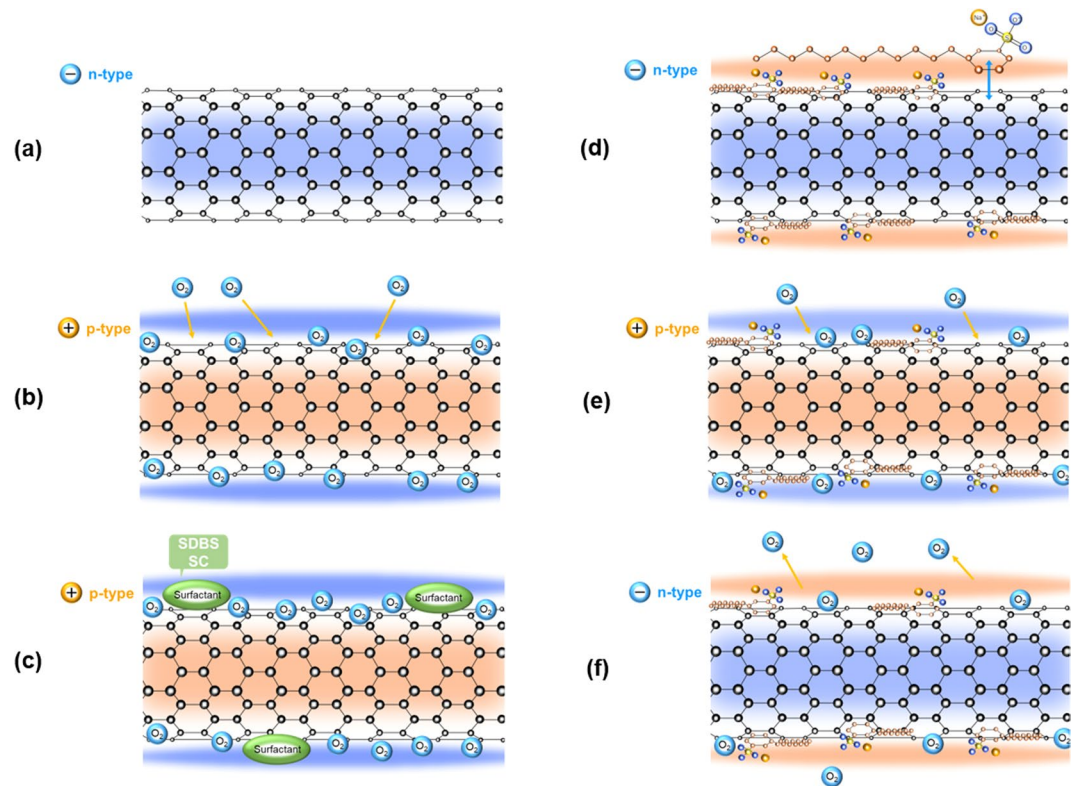 − n-type
(a)
O₂ O₂ O₂
+ p-type
O₂ O₂ O₂ O₂ O₂
(b)
O₂ O₂ O₂ O₂ O₂ O₂
SDBS
SC
+ p-type
Surfactant Surfactant
O₂ O₂ O₂ O₂ O₂ O₂ O₂
(c)
O₂ O₂ Surfactant O₂ O₂ O₂ O₂
Na⁺ O
O S
O
− n-type
(d)
O₂ O₂
+ p-type
O₂ O₂ O₂
(e)
O₂ O₂ O₂ O₂
O₂ O₂ O₂
− n-type
O₂ O₂
(f)
O₂ O₂ O₂
O₂